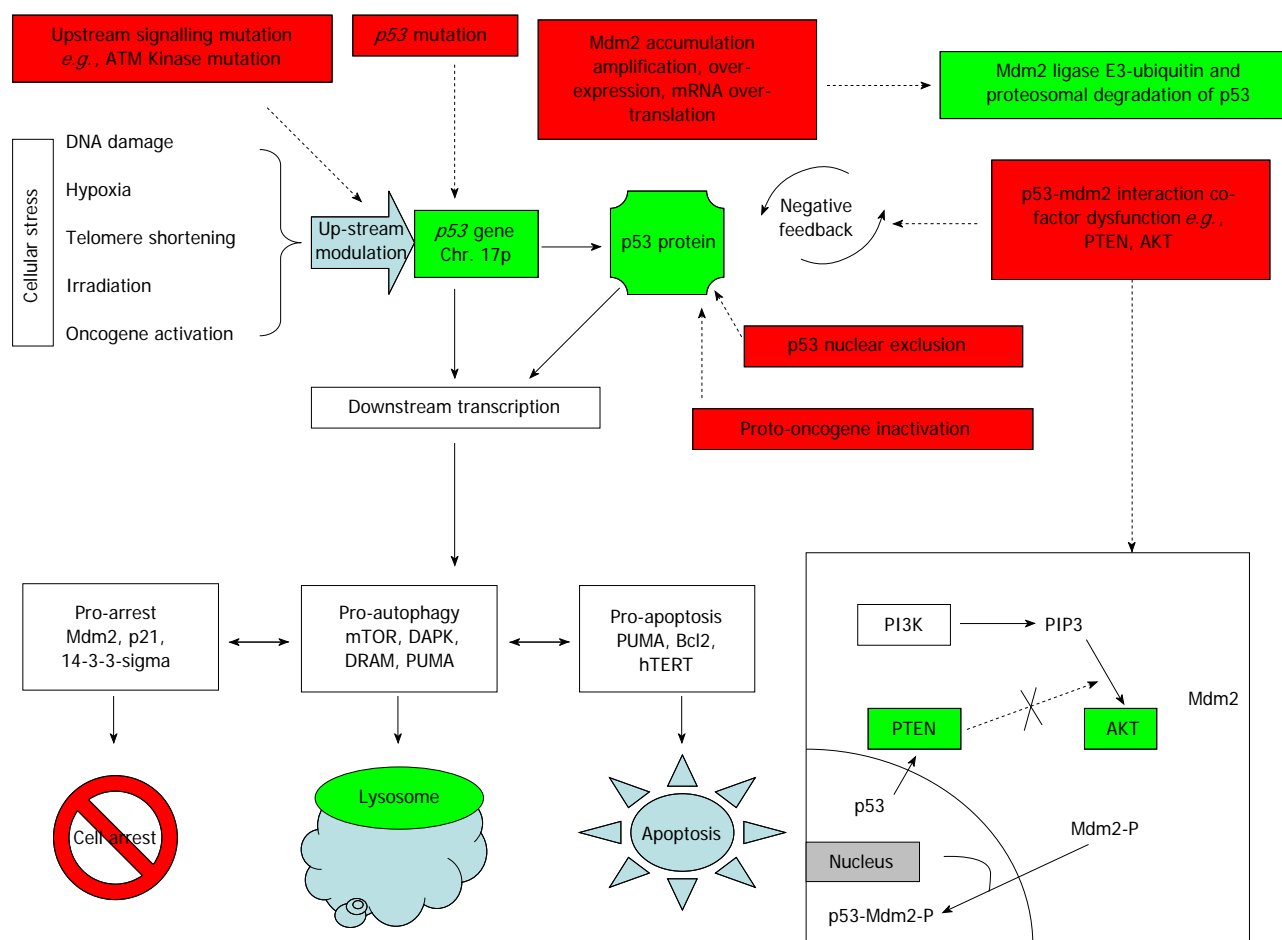 Upstream signalling mutation
e.g., ATM Kinase mutation
p53 mutation
Mdm2 accumulation
amplification, over-
expression, mRNA over-
translation
Mdm2 ligase E3-ubiquitin and
proteosomal degradation of p53
Cellular stress
DNA damage
Hypoxia
Telomere shortening
Irradiation
Oncogene activation
Up-stream
modulation
p53 gene
Chr. 17p
p53 protein
Negative
feedback
p53-mdm2 interaction co-
factor dysfunction e.g.,
PTEN, AKT
p53 nuclear exclusion
Proto-oncogene inactivation
Downstream transcription
Pro-arrest
Mdm2, p21,
14-3-3-sigma
Pro-autophagy
mTOR, DAPK,
DRAM, PUMA
Pro-apoptosis
PUMA, Bcl2,
hTERT
Cell arrest
Lysosome
Apoptosis
PI3K
PIP3
Mdm2
PTEN
AKT
p53
Mdm2-P
Nucleus
p53-Mdm2-P